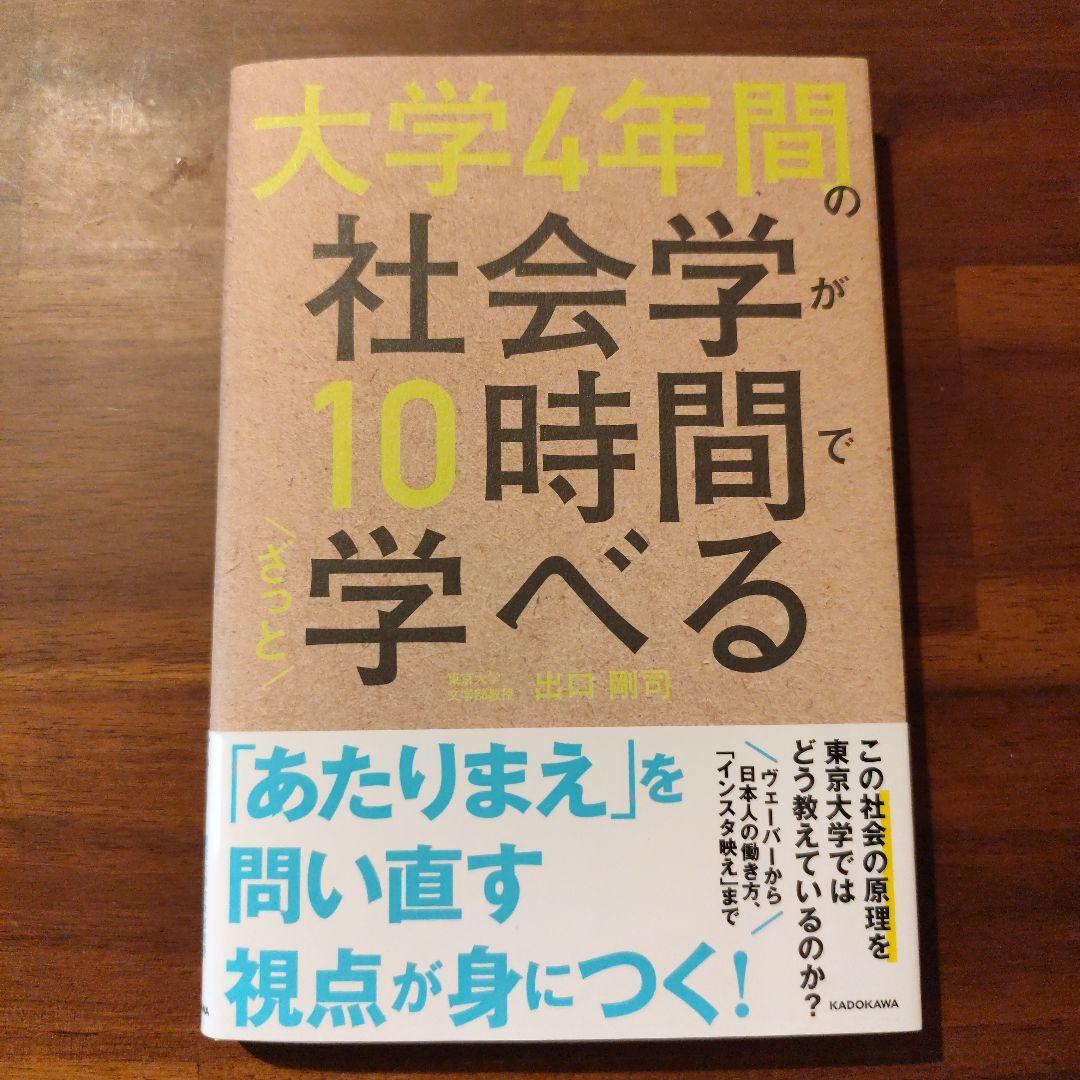 大学4年間の
社会学が
10時間で
ざっと
学べる
東京大学
文学部教授
出口 剛司
「あたりまえ」を
問い直す
視点が身につく!
この社会の原理を
東京大学では
どう教えているのか?
ヴェーバーから
日本人の働き方、
「インスタ映え」まで
KADOKAWA